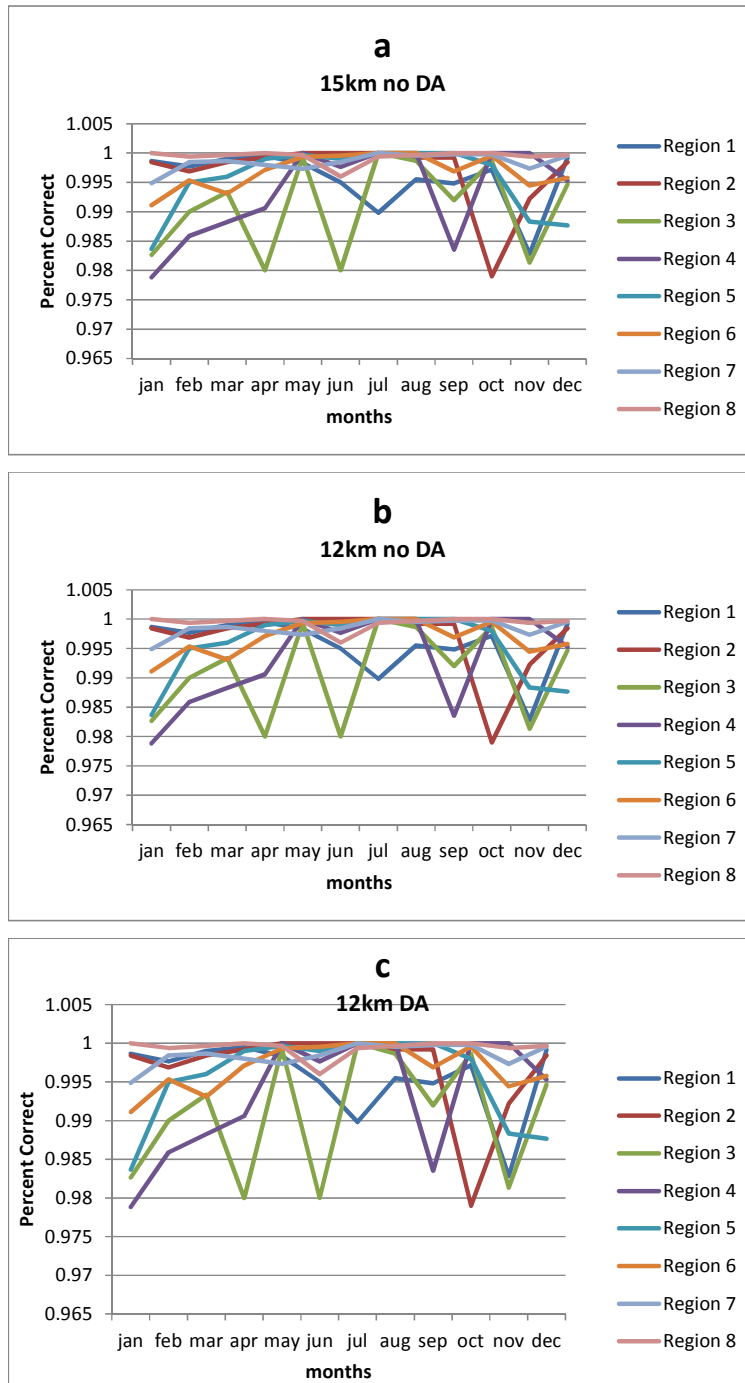 a
15km no DA
1.005
1
0.995
0.99
0.985
0.98
0.975
0.97
0.965
Percent Correct
jan feb mar apr may jun jul aug sep oct nov dec
months
Region 1
Region 2
Region 3
Region 4
Region 5
Region 6
Region 7
Region 8
b
12km no DA
1.005
1
0.995
0.99
0.985
0.98
0.975
0.97
0.965
Percent Correct
jan feb mar apr may jun jul aug sep oct nov dec
months
Region 1
Region 2
Region 3
Region 4
Region 5
Region 6
Region 7
Region 8
c
12km DA
1.005
1
0.995
0.99
0.985
0.98
0.975
0.97
0.965
Percent Correct
jan feb mar apr may jun jul aug sep oct nov dec
months
Region 1
Region 2
Region 3
Region 4
Region 5
Region 6
Region 7
Region 8